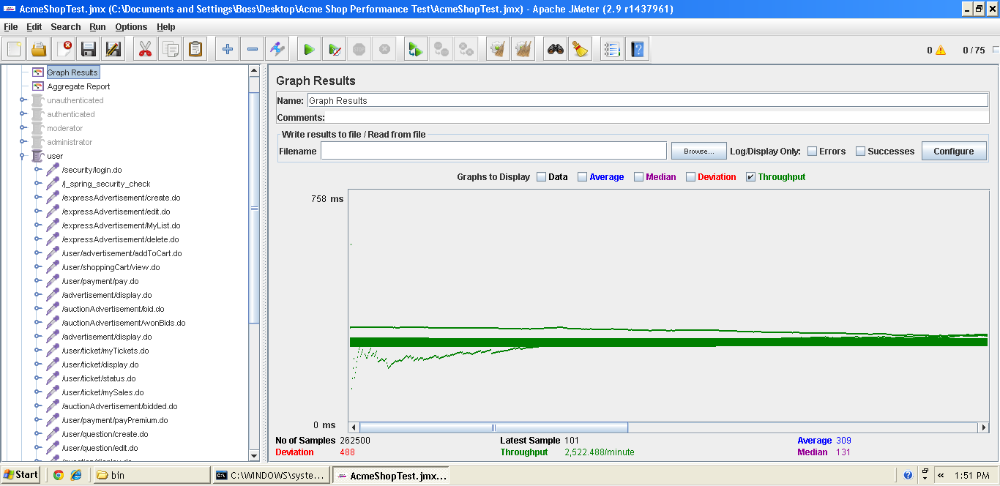 AcmeShopTest.jmx (C:\Documents and Settings\Boss\Desktop\Acme Shop Performance Test\AcmeShopTest.jmx) - Apache JMeter (2.9 r1437961)
File Edit Search Run Options Help
0 0 / 75
Graph Results
Aggregate Report
unauthenticated
authenticated
moderator
administrator
user
/security/login.do
/j_spring_security_check
/expressAdvertisement/create.do
/expressAdvertisement/edit.do
/expressAdvertisement/MyList.do
/expressAdvertisement/delete.do
/user/advertisement/addToCart.do
/user/shoppingCart/view.do
/user/payment/pay.do
/advertisement/display.do
/auctionAdvertisement/bid.do
/auctionAdvertisement/wonBids.do
/advertisement/display.do
/user/ticket/myTickets.do
/user/ticket/display.do
/user/ticket/status.do
/user/ticket/mySales.do
/auctionAdvertisement/bidded.do
/user/payment/payPremium.do
/user/question/create.do
/user/question/edit.do
/question/display.do
Graph Results
Name: Graph Results
Comments:
Write results to file / Read from file
Filename Browse... Log/Display Only: Errors Successes Configure
Graphs to Display Data Average Median Deviation Throughput
758 ms
0 ms
No of Samples 262500 Latest Sample 101 Average 309
Deviation 488 Throughput 2,522.488/minute Median 131
Start bin C:\WINDOWS\syste... AcmeShopTest.jmx... « 1:51 PM